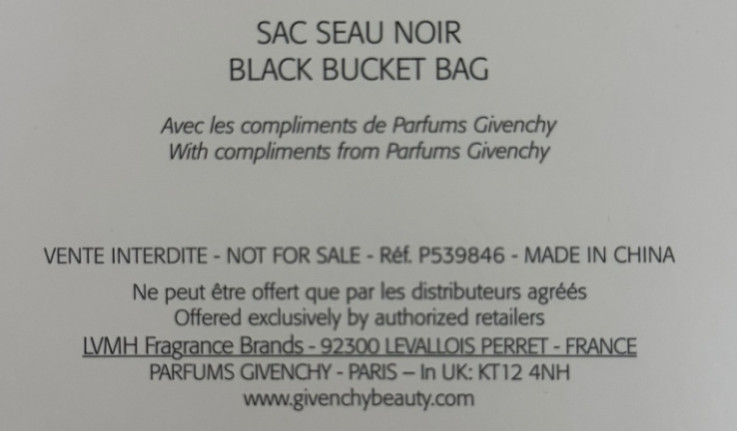 SAC SEAU NOIR
BLACK BUCKET BAG
Avec les compliments de Parfums Givenchy
With compliments from Parfums Givenchy
VENTE INTERDITE - NOT FOR SALE - Réf. P539846 - MADE IN CHINA
Ne peut être offert que par les distributeurs agréés
Offered exclusively by authorized retailers
LVMH Fragrance Brands - 92300 LEVALLOIS PERRET - FRANCE
PARFUMS GIVENCHY - PARIS – In UK: KT12 4NH
www.givenchybeauty.com